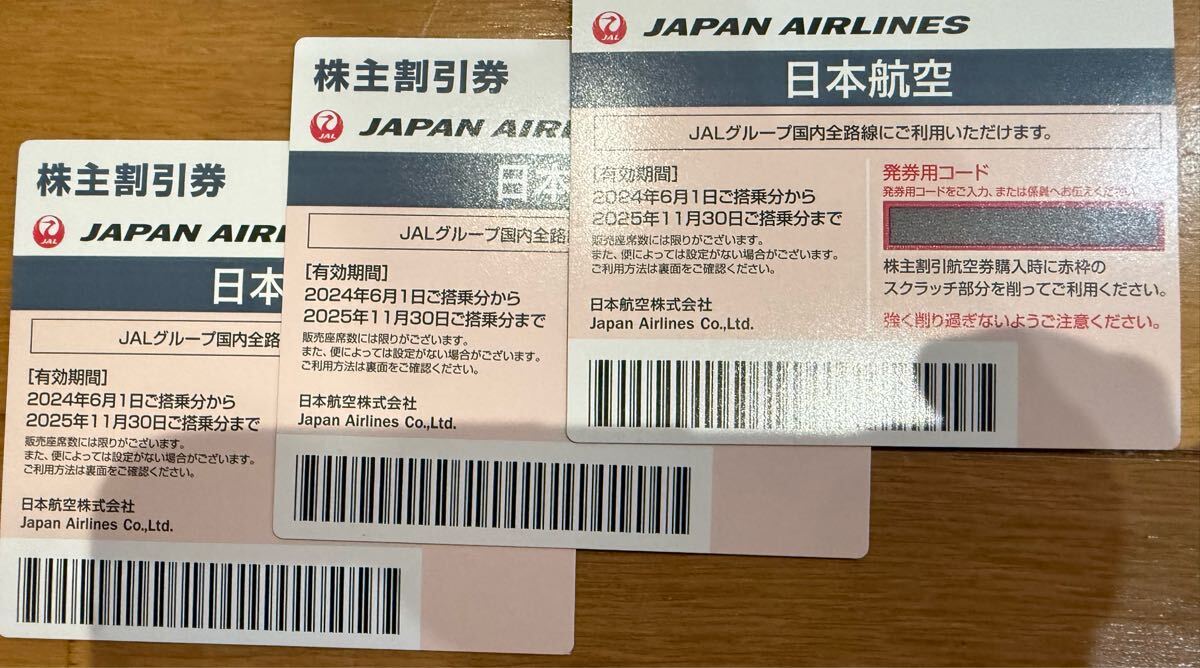 株主割引券
JAL
JAPAN AIRL
日本
JALグループ国内全路
[有効期間]
2024年6月1日ご搭乗分から
2025年11月30日ご搭乗分まで
販売座席数には限りがございます。
また、便によっては設定がない場合がございます。
ご利用方法は裏面をご確認ください。
日本航空株式会社
Japan Airlines Co.,Ltd.
株主割引券
JAL
JAPAN AIRL
日本
JALグループ国内全路
[有効期間]
2024年6月1日ご搭乗分から
2025年11月30日ご搭乗分まで
販売座席数には限りがございます。
また、便によっては設定がない場合がございます。
ご利用方法は裏面をご確認ください。
日本航空株式会社
Japan Airlines Co.,Ltd.
JAL
JAPAN AIRLINES
日本航空
JALグループ国内全路線にご利用いただけます。
[有効期間]
2024年6月1日ご搭乗分から
2025年11月30日ご搭乗分まで
販売座席数には限りがございます。
また、便によっては設定がない場合がございます。
ご利用方法は裏面をご確認ください。
日本航空株式会社
Japan Airlines Co.,Ltd.
発券用コード
発券用コードをご入力、または係員へお伝えください。
株主割引航空券購入時に赤枠の
スクラッチ部分を削ってご利用ください。
強く削り過ぎないようご注意ください。